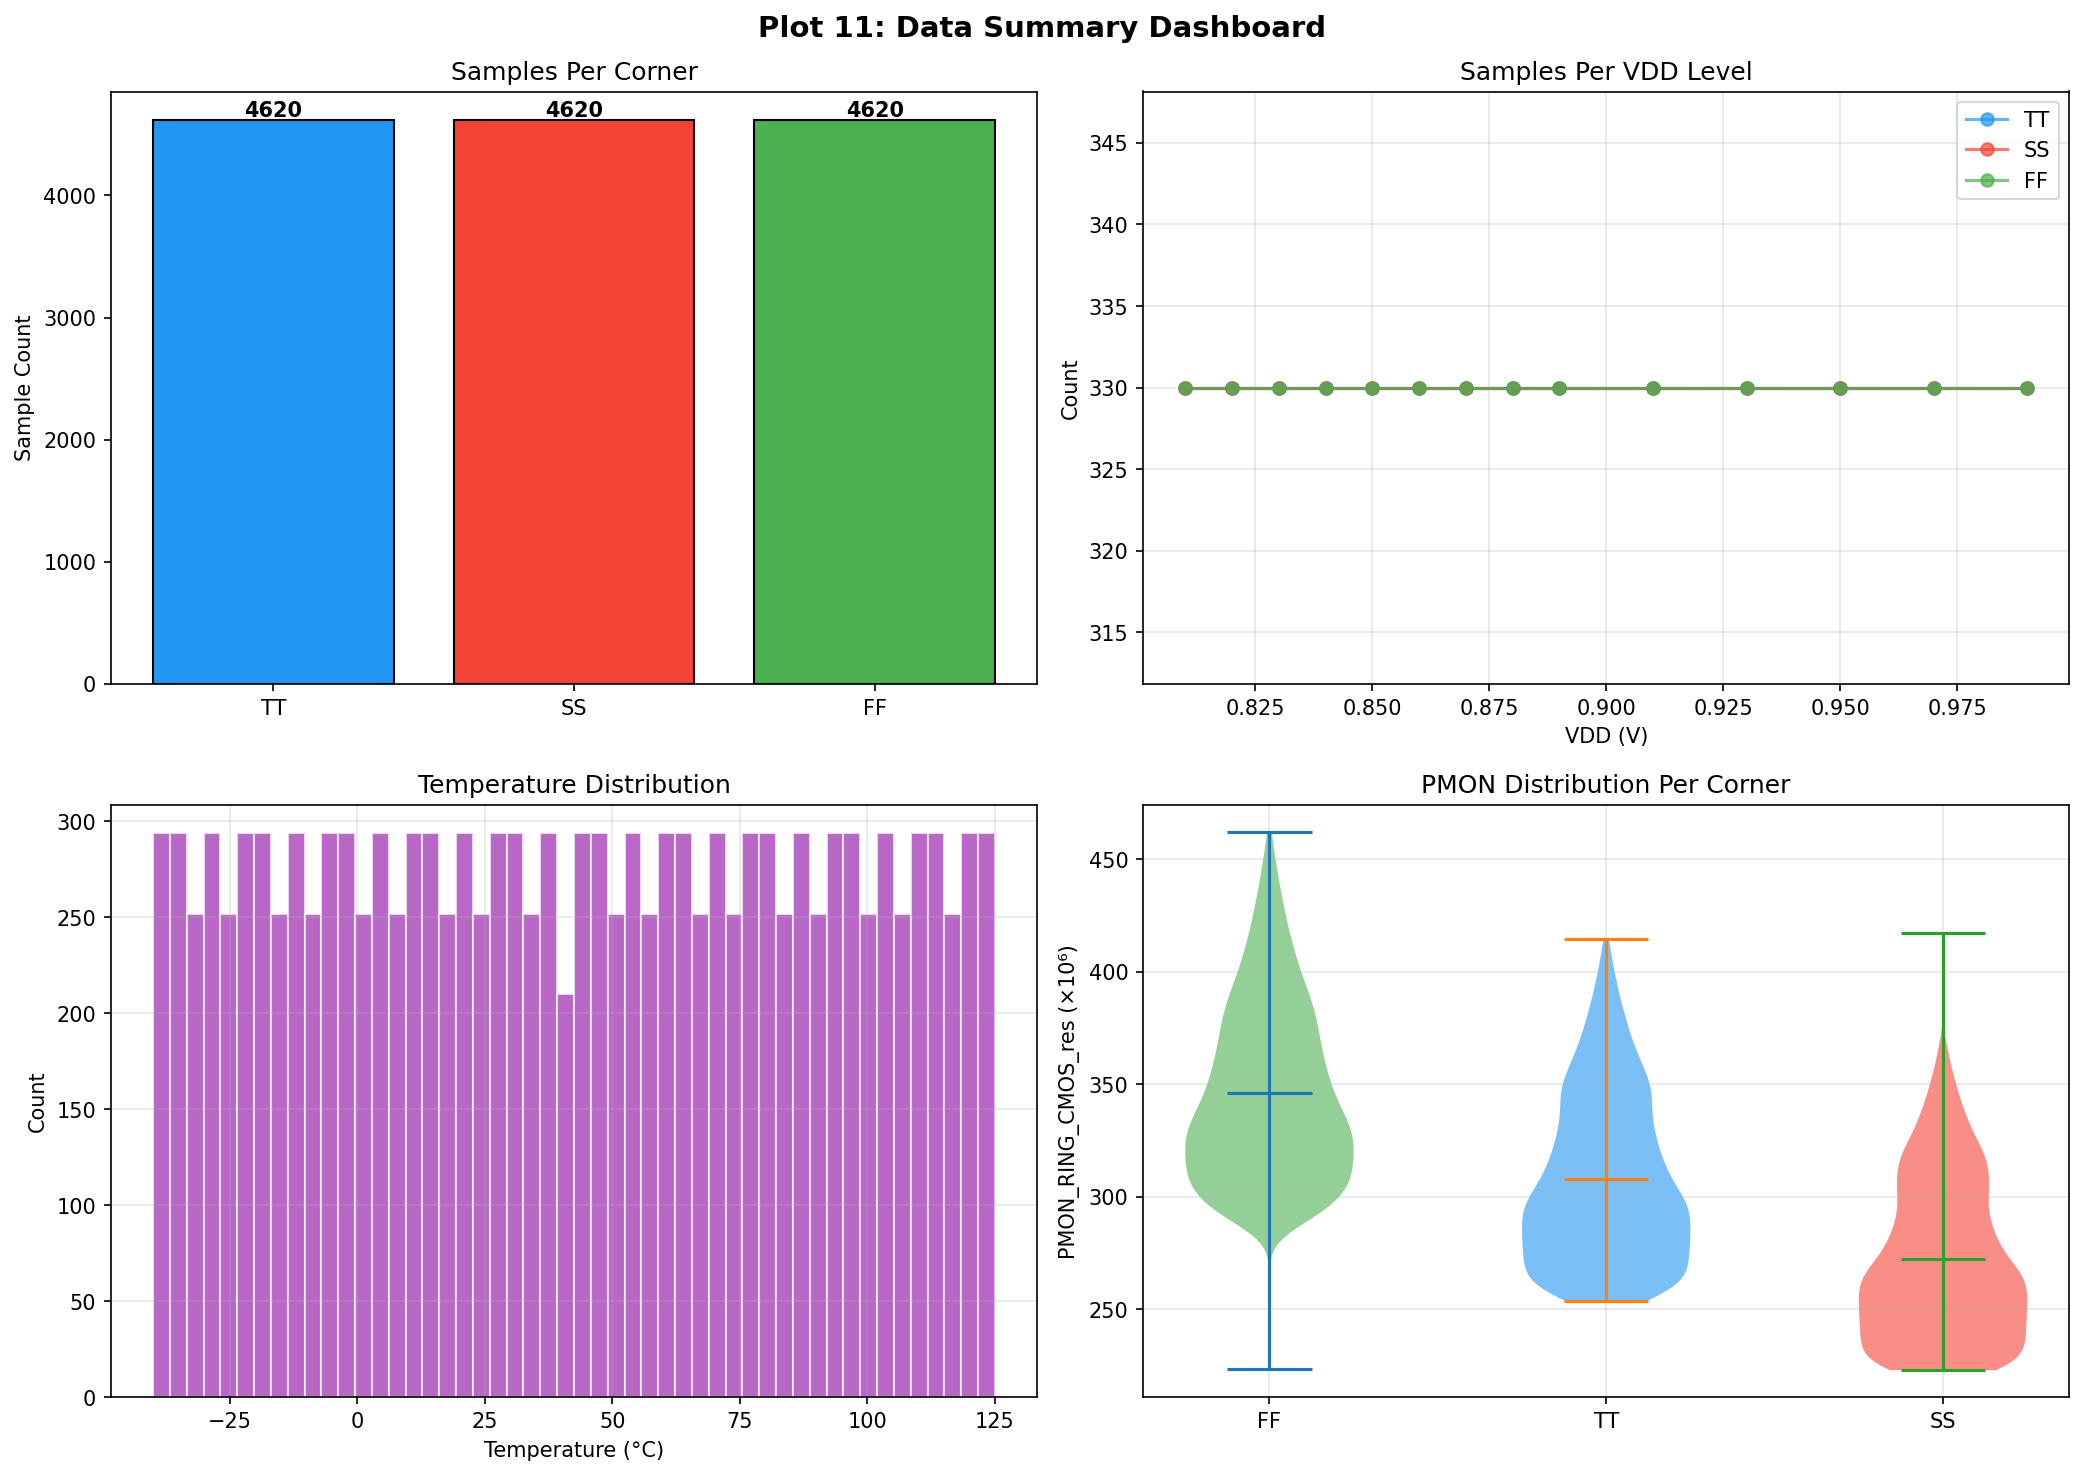 Plot 11: Data Summary Dashboard
Samples Per Corner
4620
4620
4620
Sample Count
4000
3000
2000
1000
0
TT
SS
FF
Samples Per VDD Level
TT
SS
FF
Count
345
340
335
330
325
320
315
0.825
0.850
0.875
0.900
0.925
0.950
0.975
VDD (V)
Temperature Distribution
Count
300
250
200
150
100
50
0
−25
0
25
50
75
100
125
Temperature (°C)
PMON Distribution Per Corner
PMON_RING_CMOS_res (×10⁶)
450
400
350
300
250
FF
TT
SS